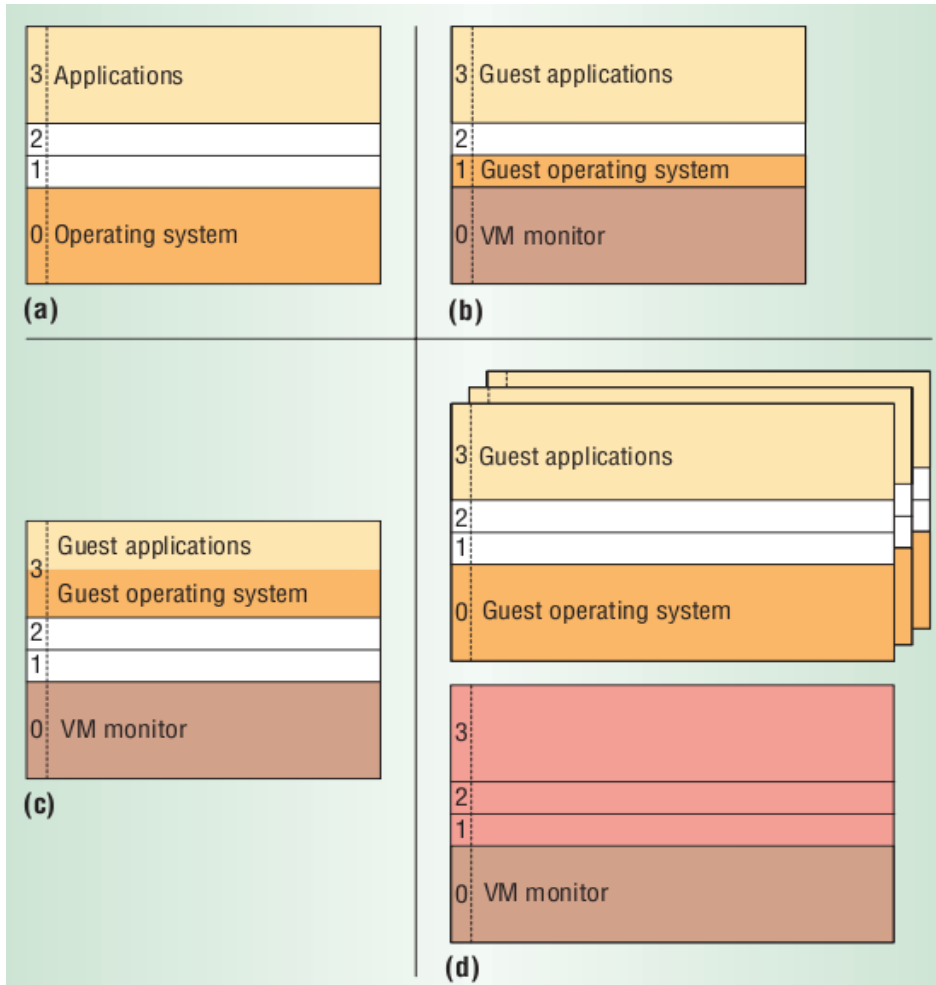 3 Applications
2
1
0 Operating system
(a)
3 Guest applications
2
1 Guest operating system
0 VM monitor
(b)
Guest applications
3
Guest operating system
2
1
0 VM monitor
(c)
3 Guest applications
2
1
0 Guest operating system
3
2
1
0 VM monitor
(d)